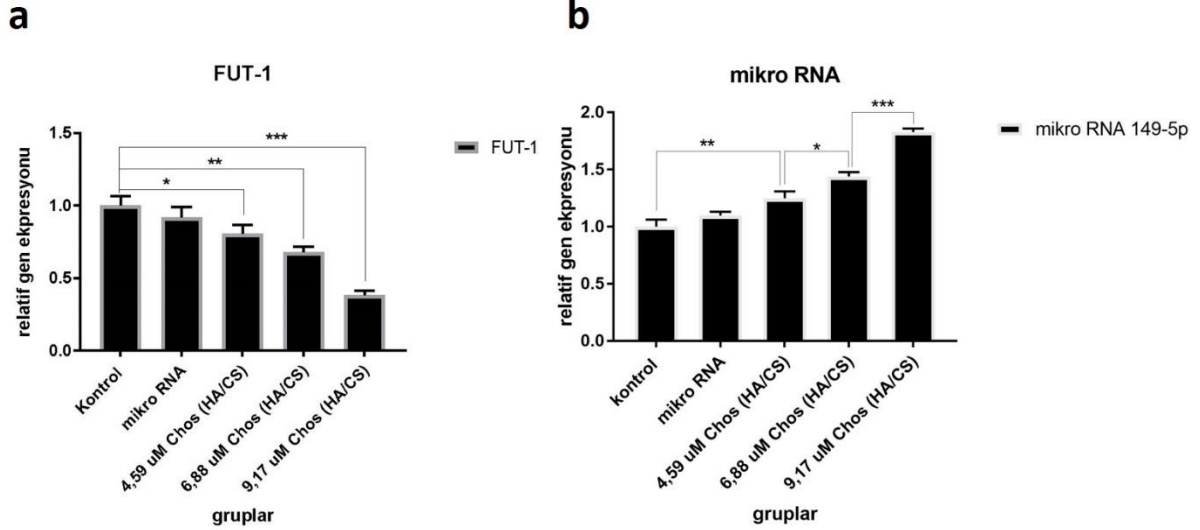 a
FUT-1
relatif gen ekpresyonu
1.5
1.0
0.5
0.0
***
**
*
FUT-1
Kontrol
mikro RNA
4,59 uM Chos (HA/CS)
6,88 uM Chos (HA/CS)
9,17 uM Chos (HA/CS)
gruplar
b
mikro RNA
relatif gen ekpresyonu
2.0
1.5
1.0
0.5
0.0
**
*
***
mikro RNA 149-5p
kontrol
mikro RNA
4,59 uM Chos (HA/CS)
6,88 uM Chos (HA/CS)
9,17 uM Chos (HA/CS)
gruplar